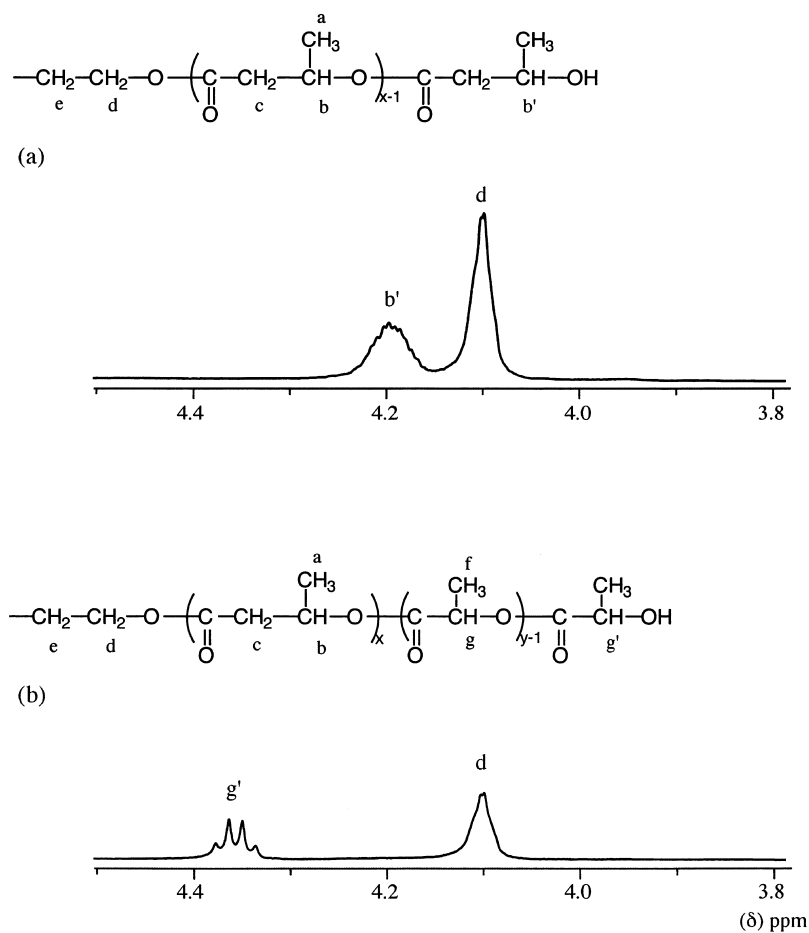 a
CH3
CH2 CH2 O ( C CH2 CH O )x-1 C CH2 CH OH
CH3
O O
e d c b b'
(a)
d
b'
4.4 4.2 4.0 3.8
a
CH3
f
CH3
CH3
CH2 CH2 O ( C CH2 CH O )x ( C CH O )y-1 C CH OH
O O O
e d c b g g'
(b)
d
g'
4.4 4.2 4.0 3.8
(δ) ppm